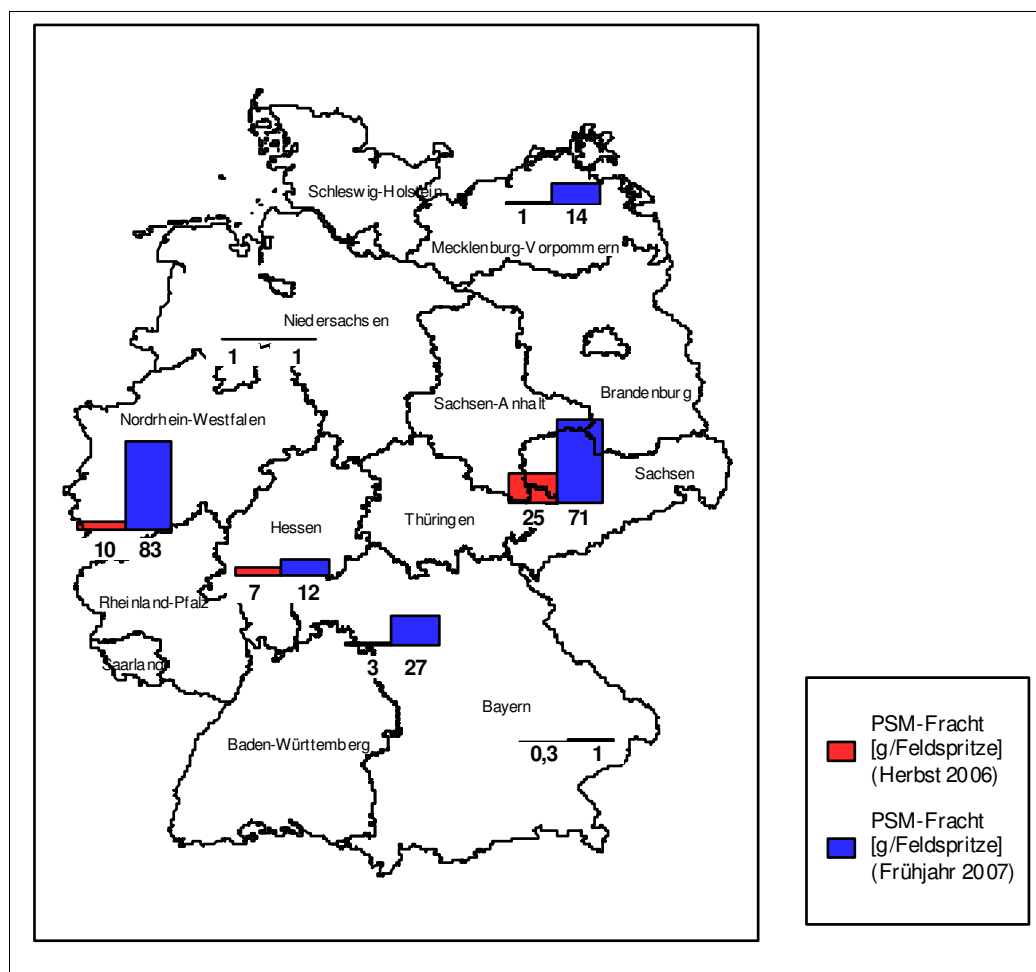 Schleswig-Holstein
1 14
Mecklenburg-Vorpommern
Niedersachsen
1 1
Brandenburg
Sachsen-Anhalt
Nordrhein-Westfalen
Sachsen
25 71
Thüringen
Hessen
10 83
7 12
Rheinland-Pfalz
3 27
Saarland
Bayern
Baden-Württemberg
0,3 1
PSM-Fracht
[g/Feldspritze]
(Herbst 2006)
PSM-Fracht
[g/Feldspritze]
(Frühjahr 2007)